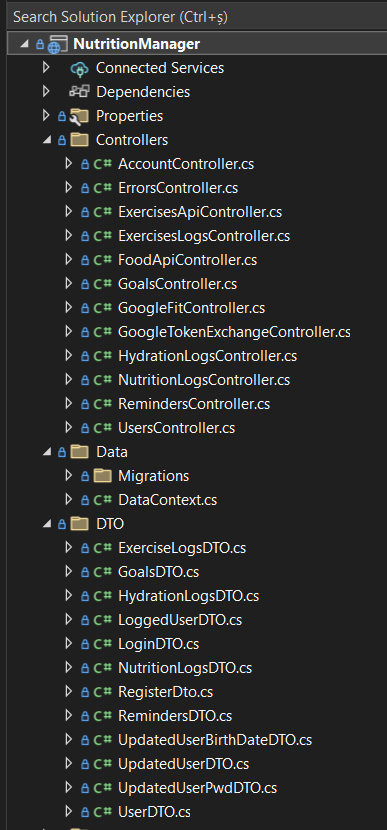 Search Solution Explorer (Ctrl+ș)
NutritionManager
Connected Services
Dependencies
Properties
Controllers
C# AccountController.cs
C# ErrorsController.cs
C# ExercisesApiController.cs
C# ExercisesLogsController.cs
C# FoodApiController.cs
C# GoalsController.cs
C# GoogleFitController.cs
C# GoogleTokenExchangeController.cs
C# HydrationLogsController.cs
C# NutritionLogsController.cs
C# RemindersController.cs
C# UsersController.cs
Data
Migrations
C# DataContext.cs
DTO
C# ExerciseLogsDTO.cs
C# GoalsDTO.cs
C# HydrationLogsDTO.cs
C# LoggedUserDTO.cs
C# LoginDTO.cs
C# NutritionLogsDTO.cs
C# RegisterDto.cs
C# RemindersDTO.cs
C# UpdatedUserBirthDateDTO.cs
C# UpdatedUserDTO.cs
C# UpdatedUserPwdDTO.cs
C# UserDTO.cs